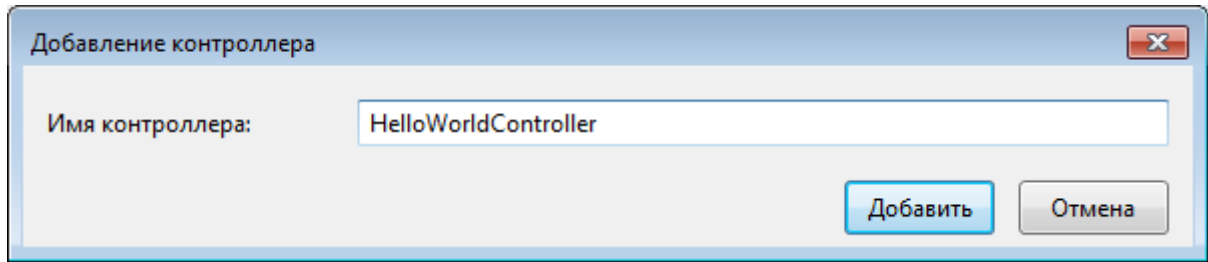 Добавление контроллера
Имя контроллера: HelloWorldController
Добавить Отмена